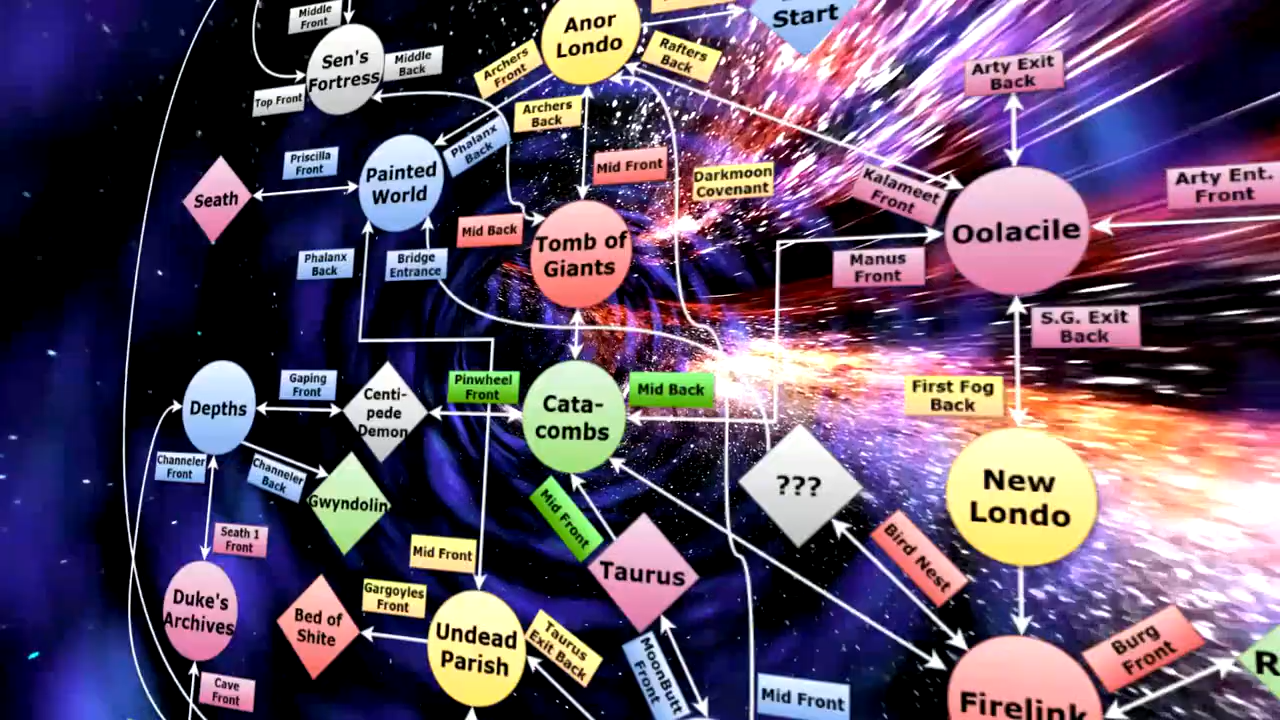 Middle
Front
Sen's
Fortress
Middle
Back
Top Front
Anor
Londo
Archers
Front
Rafters
Back
Start
Archers
Back
Phalanx
Back
Arty Exit
Back
Priscilla
Front
Painted
World
Seath
Mid Front
Darkmoon
Covenant
Kalameet
Front
Arty Ent.
Front
Oolacile
Mid Back
Tomb of
Giants
Phalanx
Back
Bridge
Entrance
Manus
Front
S.G. Exit
Back
Depths
Gaping
Front
Centi-
pede
Demon
Pinwheel
Front
Cata-
combs
Mid Back
First Fog
Back
Channeler
Front
Channeler
Back
Gwyndolin
Mid Front
???
New
Londo
Seath 1
Front
Mid Front
Taurus
Bird Nest
Duke's
Archives
Bed of
Shite
Gargoyles
Front
Undead
Parish
Taurus
Exit Back
MoonButt
Front
Burg
Front
Cave
Front
Mid Front
Firelink
R